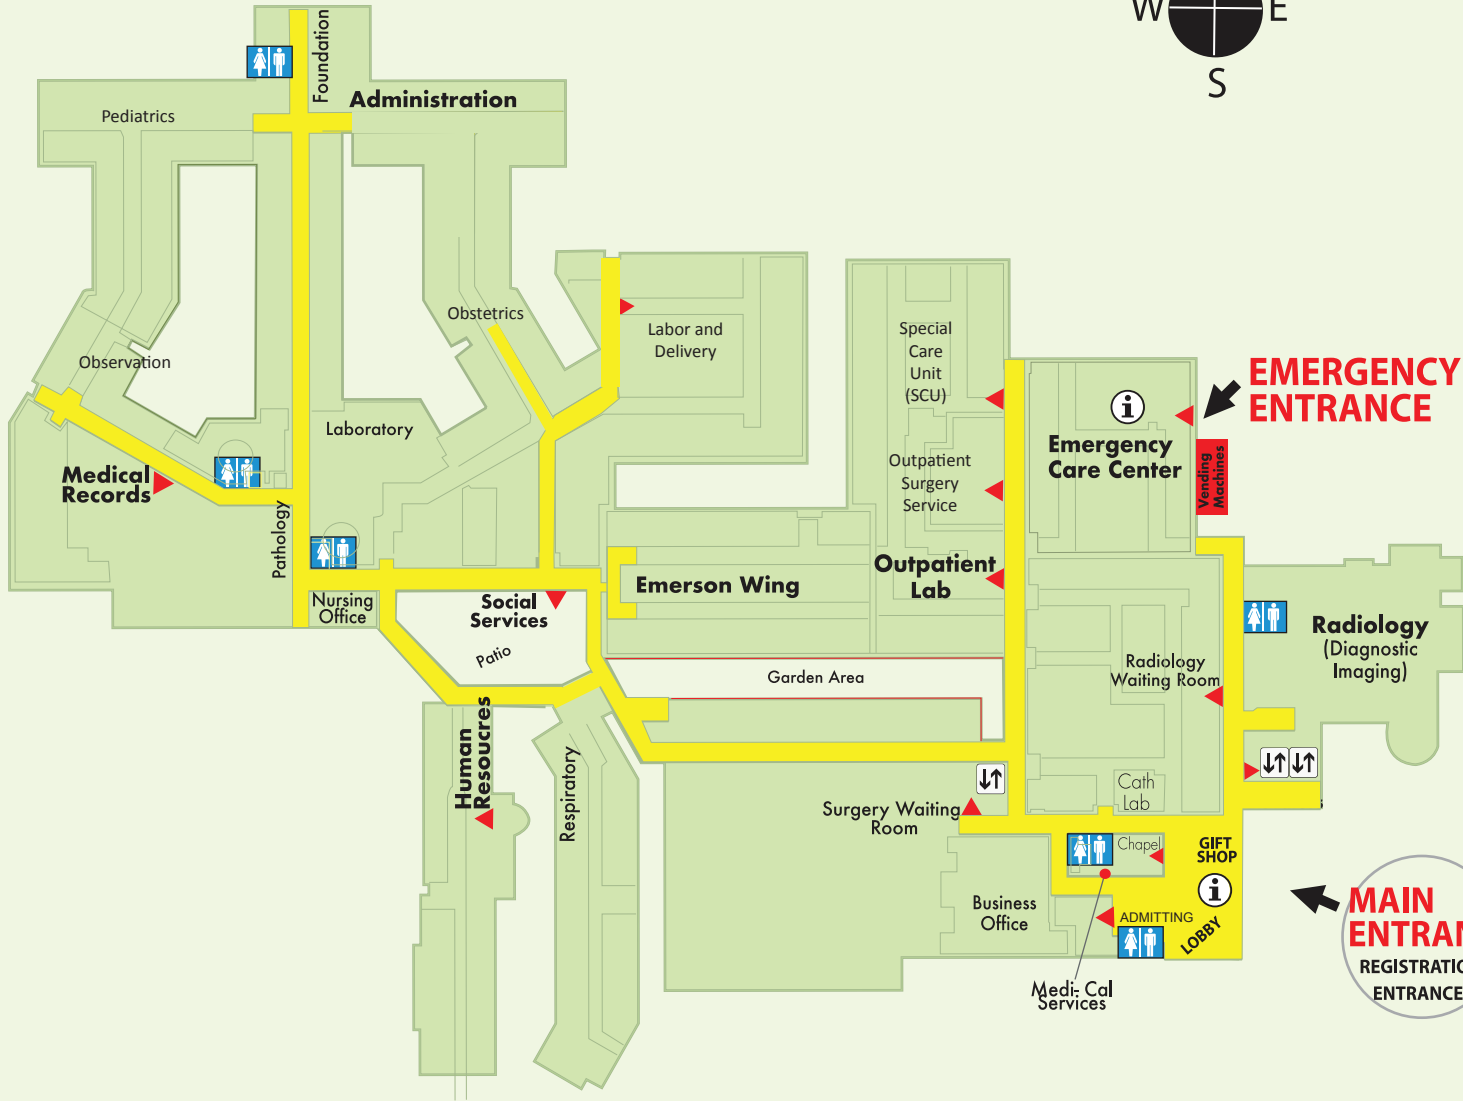 W
E
S
Foundation
Administration
Pediatrics
Obstetrics
Labor and
Delivery
Special
Care
Unit
(SCU)
EMERGENCY
ENTRANCE
Observation
Laboratory
Emergency
Care Center
Vending
Machines
Medical
Records
Outpatient
Surgery
Service
Pathology
Outpatient
Lab
Emerson Wing
Nursing
Office
Social
Services
Patio
Radiology
(Diagnostic
Imaging)
Garden Area
Radiology
Waiting Room
Human
Resoucres
Respiratory
Surgery Waiting
Room
Cath
Lab
Chapel
GIFT
SHOP
Business
Office
ADMITTING
LOBBY
MAIN
ENTRAN
REGISTRATIO
ENTRANCE
Medi- Cal
Services